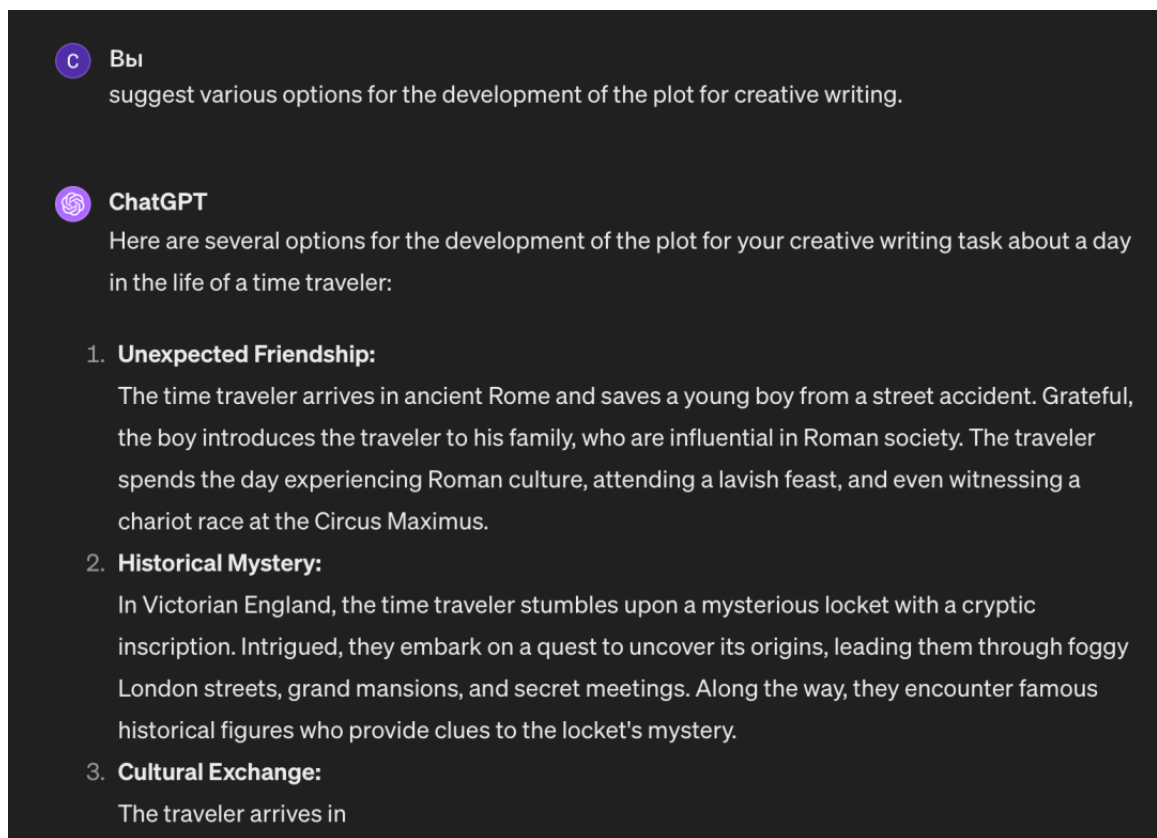 C
Вы
suggest various options for the development of the plot for creative writing.
ChatGPT
Here are several options for the development of the plot for your creative writing task about a day
in the life of a time traveler:
1. Unexpected Friendship:
The time traveler arrives in ancient Rome and saves a young boy from a street accident. Grateful,
the boy introduces the traveler to his family, who are influential in Roman society. The traveler
spends the day experiencing Roman culture, attending a lavish feast, and even witnessing a
chariot race at the Circus Maximus.
2. Historical Mystery:
In Victorian England, the time traveler stumbles upon a mysterious locket with a cryptic
inscription. Intrigued, they embark on a quest to uncover its origins, leading them through foggy
London streets, grand mansions, and secret meetings. Along the way, they encounter famous
historical figures who provide clues to the locket's mystery.
3. Cultural Exchange:
The traveler arrives in